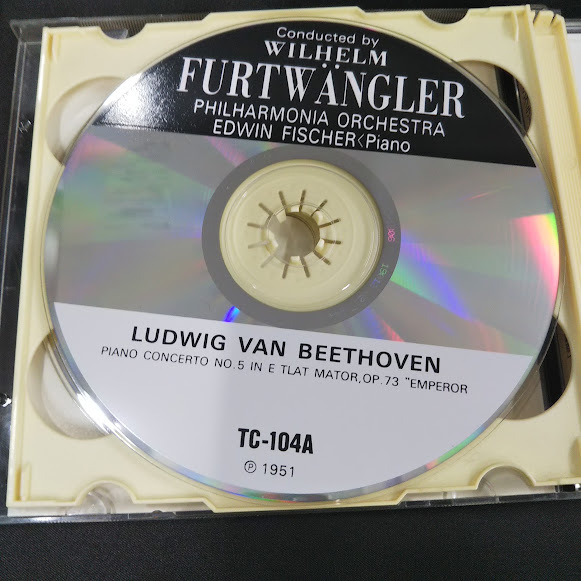 Conducted by
WILHELM
FURTWÄNGLER
PHILHARMONIA ORCHESTRA
EDWIN FISCHER<Piano
LUDWIG VAN BEETHOVEN
PIANO CONCERTO NO.5 IN E TLAT MATOR,OP.73 "EMPEROR
TC-104A
Ⓟ 1951